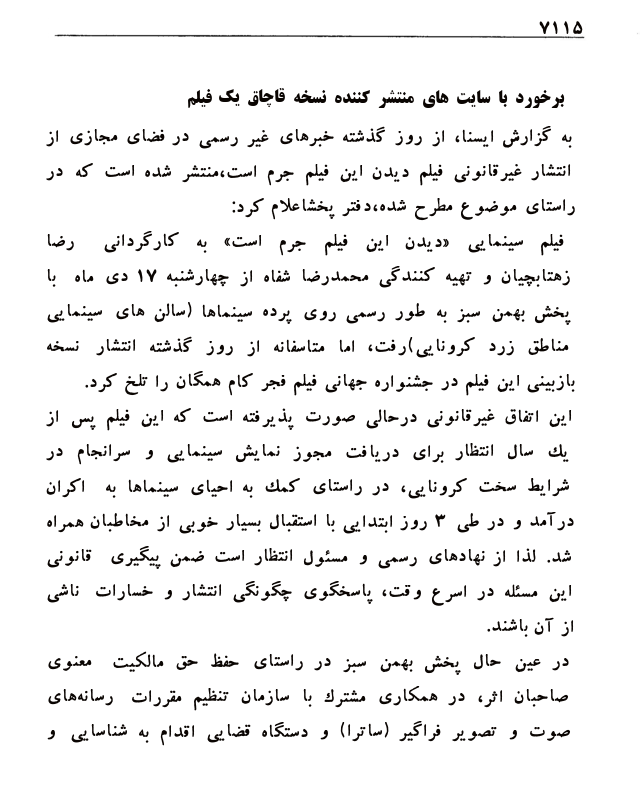 ۷۱۱۵
برخورد با سایت های منتشر کننده نسخه قاچاق یک فیلم
به گزارش ایسنا، از روز گذشته خبرهای غیر رسمی در فضای مجازی از
انتشار غیرقانونی فیلم دیدن این فیلم جرم است،منتشر شده است که در
راستای موضوع مطرح شده،دفتر پخشاعلام کرد:
فیلم سینمایی «دیدن این فیلم جرم است» به کارگردانی رضا
زهتابچیان و تهیه کنندگی محمدرضا شفاه از چهارشنبه ۱۷ دی ماه با
پخش بهمن سبز به طور رسمی روی پرده سینماها (سالن های سینمایی
مناطق زرد کرونایی)رفت، اما متاسفانه از روز گذشته انتشار نسخه
بازبینی این فیلم در جشنواره جهانی فیلم فجر کام همگان را تلخ کرد.
این اتفاق غیرقانونی درحالی صورت پذیرفته است که این فیلم پس از
یك سال انتظار برای دریافت مجوز نمایش سینمایی و سرانجام در
شرایط سخت کرونایی، در راستای کمك به احیای سینماها به اکران
درآمد و در طی ۳ روز ابتدایی با استقبال بسیار خوبی از مخاطبان همراه
شد. لذا از نهادهای رسمی و مسئول انتظار است ضمن پیگیری قانونی
این مسئله در اسرع وقت، پاسخگوی چگونگی انتشار و خسارات ناشی
از آن باشند.
در عین حال پخش بهمن سبز در راستای حفظ حق مالکیت معنوی
صاحبان اثر، در همکاری مشترك با سازمان تنظیم مقررات رسانه‌های
صوت و تصویر فراگیر (ساترا) و دستگاه قضایی اقدام به شناسایی و